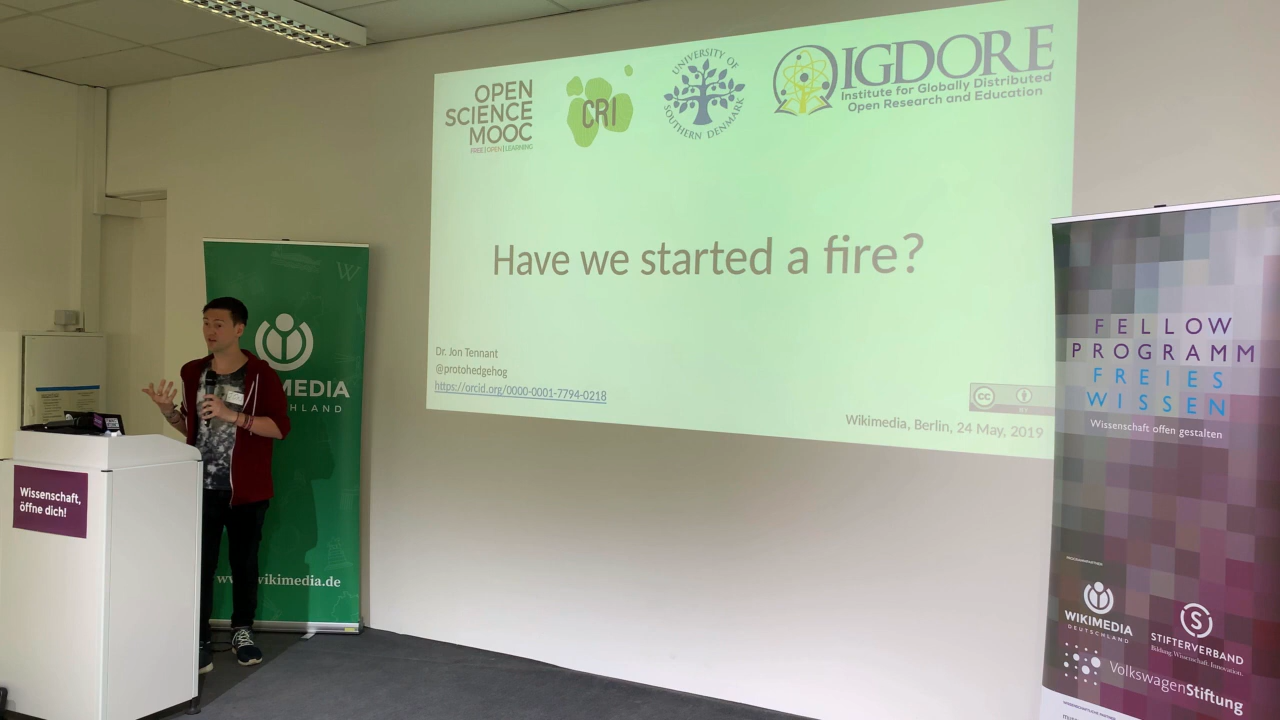 OPEN
SCIENCE
MOOC
FREE | OPEN | LEARNING
CRI
UNIVERSITY OF
SOUTHERN DENMARK
IGDORE
Institute for Globally Distributed
Open Research and Education
Have we started a fire?
Dr. Jon Tennant
@protohedgehog
https://orcid.org/0000-0001-7794-0218
cc
BY
Wikimedia, Berlin, 24 May, 2019
W
MEDIA
HLAND
wikimedia.de
Wissenschaft,
öffne dich!
FELLOW
PROGRAMM
FREIES
WISSEN
Wissenschaft offen gestalten
WIKIMEDIA
DEUTSCHLAND
S
STIFTERVERBAND
Bildung. Wissenschaft. Innovation.
VolkswagenStiftung